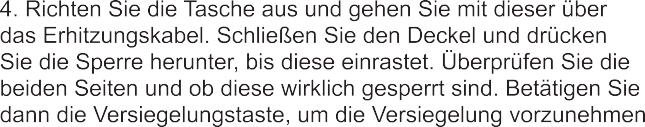 4. Richten Sie die Tasche aus und gehen Sie mit dieser über
das Erhitzungskabel. Schließen Sie den Deckel und drücken
Sie die Sperre herunter, bis diese einrastet. Überprüfen Sie die
beiden Seiten und ob diese wirklich gesperrt sind. Betätigen Sie
dann die Versiegelungstaste, um die Versiegelung vorzunehmen